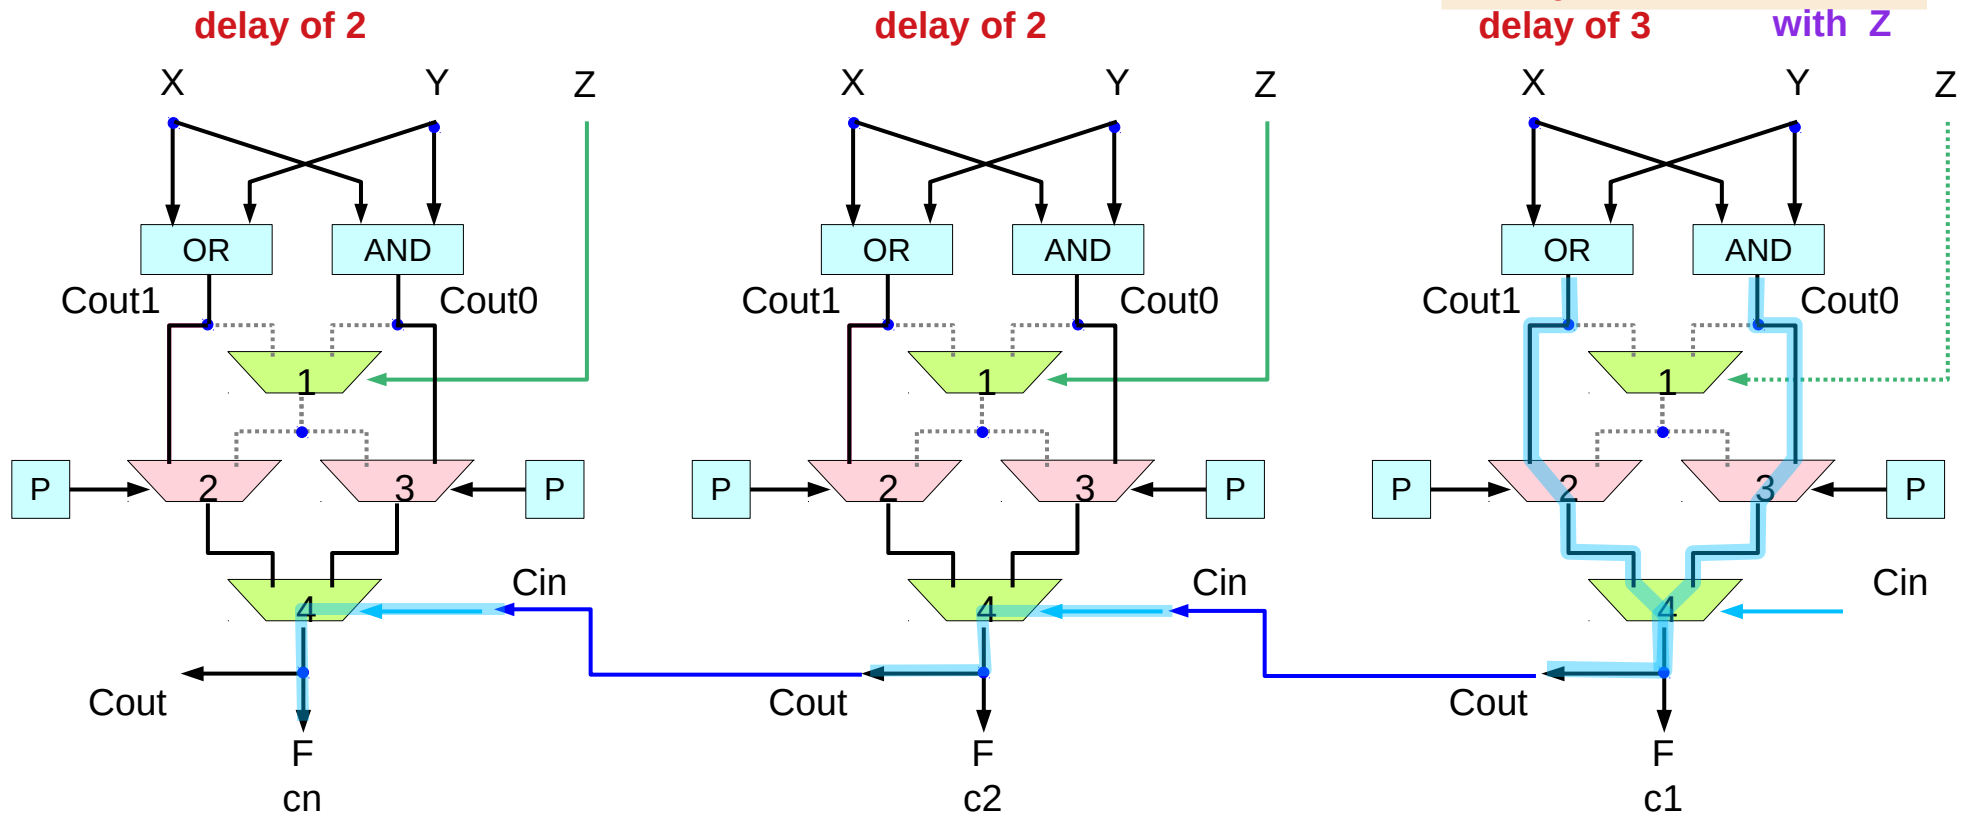 delay of 2 delay of 2 delay of 3 with Z
X Y Z X Y Z X Y Z
OR AND OR AND OR AND
Cout1 Cout0 Cout1 Cout0 Cout1 Cout0
1 1 1
P 2 3 P P 2 3 P P 2 3 P
4 Cin 4 Cin 4 Cin
Cout Cout Cout
F F F
cn c2 c1